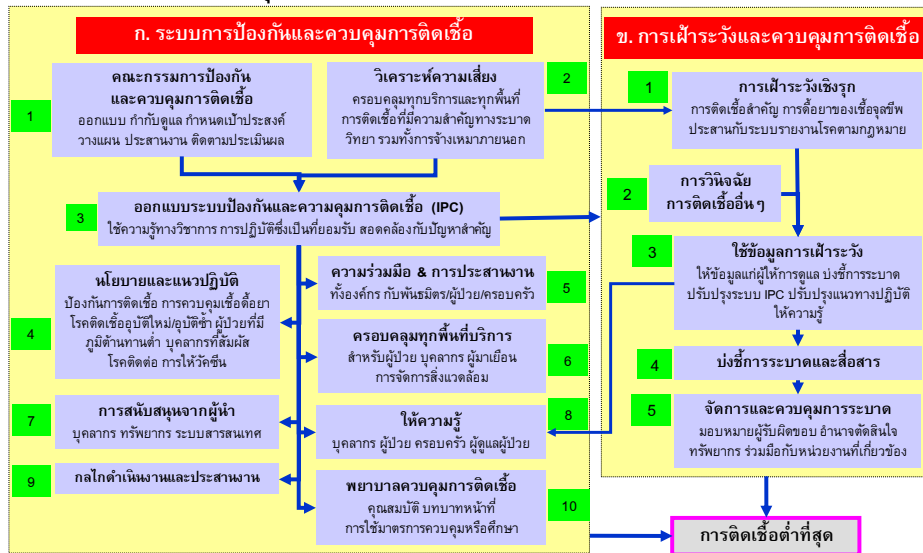 ก. ระบบการป้องกันและควบคุมการติดเชื้อ
1
คณะกรรมการป้องกัน
และควบคุมการติดเชื้อ
ออกแบบ กำกับดูแล กำหนดเป้าประสงค์
วางแผน ประสานงาน ติดตามประเมินผล
2
วิเคราะห์ความเสี่ยง
ครอบคลุมทุกบริการและทุกพื้นที่
การติดเชื้อที่มีความสำคัญทางระบาด
วิทยา รวมทั้งการจ้างเหมาภายนอก
3
ออกแบบระบบป้องกันและความคุมการติดเชื้อ (IPC)
ใช้ความรู้ทางวิชาการ การปฏิบัติซึ่งเป็นที่ยอมรับ สอดคล้องกับปัญหาสำคัญ
4
นโยบายและแนวปฏิบัติ
ป้องกันการติดเชื้อ การควบคุมเชื้อดื้อยา
โรคติดเชื้ออุบัติใหม่/อุบัติซ้ำ ผู้ป่วยที่มี
ภูมิต้านทานต่ำ บุคลากรที่สัมผัส
โรคติดต่อ การให้วัคซีน
ความร่วมมือ & การประสานงาน
ทั้งองค์กร กับพันธมิตร/ผู้ป่วย/ครอบครัว
5
ครอบคลุมทุกพื้นที่บริการ
สำหรับผู้ป่วย บุคลากร ผู้มาเยือน
การจัดการสิ่งแวดล้อม
6
7
การสนับสนุนจากผู้นำ
บุคลากร ทรัพยากร ระบบสารสนเทศ
ให้ความรู้
บุคลากร ผู้ป่วย ครอบครัว ผู้ดูแลผู้ป่วย
8
9
กลไกดำเนินงานและประสานงาน
พยาบาลควบคุมการติดเชื้อ
คุณสมบัติ บทบาทหน้าที่
การใช้มาตรการควบคุมหรือศึกษา
10
ข. การเฝ้าระวังและควบคุมการติดเชื้อ
1
การเฝ้าระวังเชิงรุก
การติดเชื้อสำคัญ การดื้อยาของเชื้อจุลชีพ
ประสานกับระบบรายงานโรคตามกฎหมาย
2
การวินิจฉัย
การติดเชื้ออื่น ๆ
3
ใช้ข้อมูลการเฝ้าระวัง
ให้ข้อมูลแก่ผู้ให้การดูแล บ่งชี้การระบาด
ปรับปรุงระบบ IPC ปรับปรุงแนวทางปฏิบัติ
ให้ความรู้
4
บ่งชี้การระบาดและสื่อสาร
5
จัดการและควบคุมการระบาด
มอบหมายผู้รับผิดขอบ อำนาจตัดสินใจ
ทรัพยากร ร่วมมือกับหน่วยงานที่เกี่ยวข้อง
การติดเชื้อต่ำที่สุด